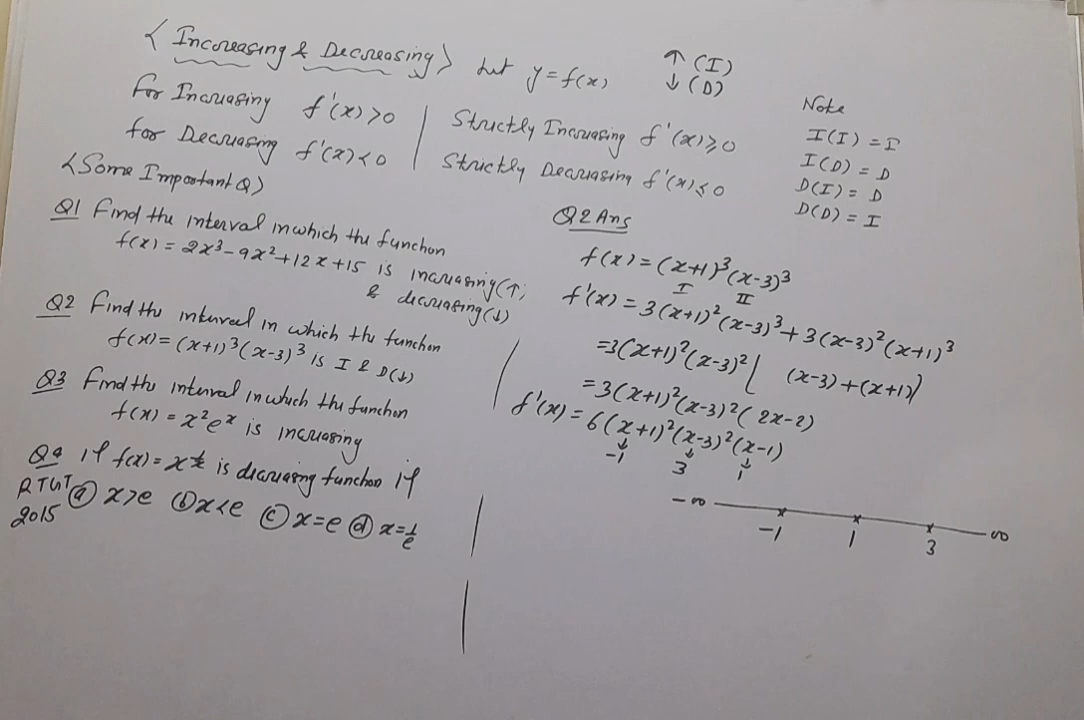 < Increasing & Decreasing > Let y=f(x)
↑ (I)
↓ (D)
for Increasing f'(x)>0
for Decreasing f'(x)<0
Strictly Increasing f'(x)⩾0
Strictly Decreasing f'(x)⩽0
Note
I(I) = I
I(D) = D
D(I) = D
D(D) = I
<Some Important Q>
Q1 Find the interval in which the function
f(x) = 2x³-9x²+12x+15 is increasing(↑)
& decreasing(↓)
Q2 Find the interval in which the function
f(x)=(x+1)³(x-3)³ is I & D(↓)
Q3 Find the interval in which the function
f(x) = x²eˣ is increasing
Q4 if f(x)= is decreasing function if
RTGT ⓐ x>e ⓑ x<e ⓒ x=e ⓓ x=1/e
2015
Q2 Ans
f(x)=(x+1)³(x-3)³
I II
f'(x) = 3(x+1)²(x-3)³+3(x-3)²(x+1)³
=3(x+1)²(x-3)²[ (x-3)+(x+1)]
=3(x+1)²(x-3)²(2x-2)
f'(x)= 6(x+1)²(x-3)²(x-1)
↓ ↓ ↓
-1 3 1
-∞ ∞
-1 1 3